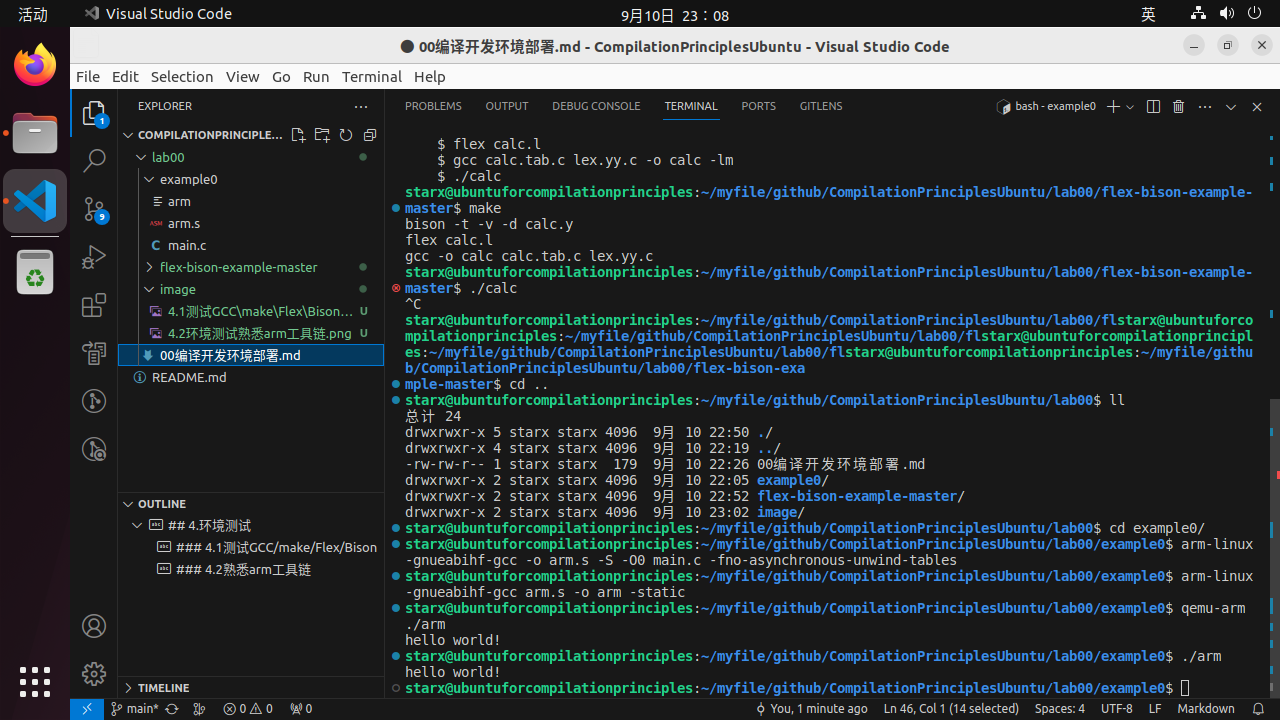 活动
Visual Studio Code
9月10日 23：08
英
● 00编译开发环境部署.md - CompilationPrinciplesUbuntu - Visual Studio Code
File Edit Selection View Go Run Terminal Help
EXPLORER
COMPILATIONPRINCIPLE...
lab00
example0
arm
ASM arm.s
C main.c
flex-bison-example-master
image
4.1测试GCC\make\Flex\Bison... U
4.2环境测试熟悉arm工具链.png U
00编译开发环境部署.md
README.md
OUTLINE
## 4.环境测试
### 4.1测试GCC/make/Flex/Bison
### 4.2熟悉arm工具链
TIMELINE
1
9
PROBLEMS OUTPUT DEBUG CONSOLE TERMINAL PORTS GITLENS
bash - example0
$ flex calc.l
$ gcc calc.tab.c lex.yy.c -o calc -lm
$ ./calc
starx@ubuntuforcompilationprinciples:~/myfile/github/CompilationPrinciplesUbuntu/lab00/flex-bison-example-
master$ make
bison -t -v -d calc.y
flex calc.l
gcc -o calc calc.tab.c lex.yy.c
starx@ubuntuforcompilationprinciples:~/myfile/github/CompilationPrinciplesUbuntu/lab00/flex-bison-example-
master$ ./calc
^C
starx@ubuntuforcompilationprinciples:~/myfile/github/CompilationPrinciplesUbuntu/lab00/flstarx@ubuntuforco
mpilationprinciples:~/myfile/github/CompilationPrinciplesUbuntu/lab00/flstarx@ubuntuforcompilationprincipl
es:~/myfile/github/CompilationPrinciplesUbuntu/lab00/flstarx@ubuntuforcompilationprinciples:~/myfile/githu
b/CompilationPrinciplesUbuntu/lab00/flex-bison-exa
mple-master$ cd ..
starx@ubuntuforcompilationprinciples:~/myfile/github/CompilationPrinciplesUbuntu/lab00$ ll
总计 24
drwxrwxr-x 5 starx starx 4096 9月 10 22:50 ./
drwxrwxr-x 4 starx starx 4096 9月 10 22:19 ../
-rw-rw-r-- 1 starx starx 179 9月 10 22:26 00编译开发环境部署.md
drwxrwxr-x 2 starx starx 4096 9月 10 22:05 example0/
drwxrwxr-x 2 starx starx 4096 9月 10 22:52 flex-bison-example-master/
drwxrwxr-x 2 starx starx 4096 9月 10 23:02 image/
starx@ubuntuforcompilationprinciples:~/myfile/github/CompilationPrinciplesUbuntu/lab00$ cd example0/
starx@ubuntuforcompilationprinciples:~/myfile/github/CompilationPrinciplesUbuntu/lab00/example0$ arm-linux
-gnueabihf-gcc -o arm.s -S -O0 main.c -fno-asynchronous-unwind-tables
starx@ubuntuforcompilationprinciples:~/myfile/github/CompilationPrinciplesUbuntu/lab00/example0$ arm-linux
-gnueabihf-gcc arm.s -o arm -static
starx@ubuntuforcompilationprinciples:~/myfile/github/CompilationPrinciplesUbuntu/lab00/example0$ qemu-arm
./arm
hello world!
starx@ubuntuforcompilationprinciples:~/myfile/github/CompilationPrinciplesUbuntu/lab00/example0$ ./arm
hello world!
starx@ubuntuforcompilationprinciples:~/myfile/github/CompilationPrinciplesUbuntu/lab00/example0$
main* 0 0 0 You, 1 minute ago Ln 46, Col 1 (14 selected) Spaces: 4 UTF-8 LF Markdown